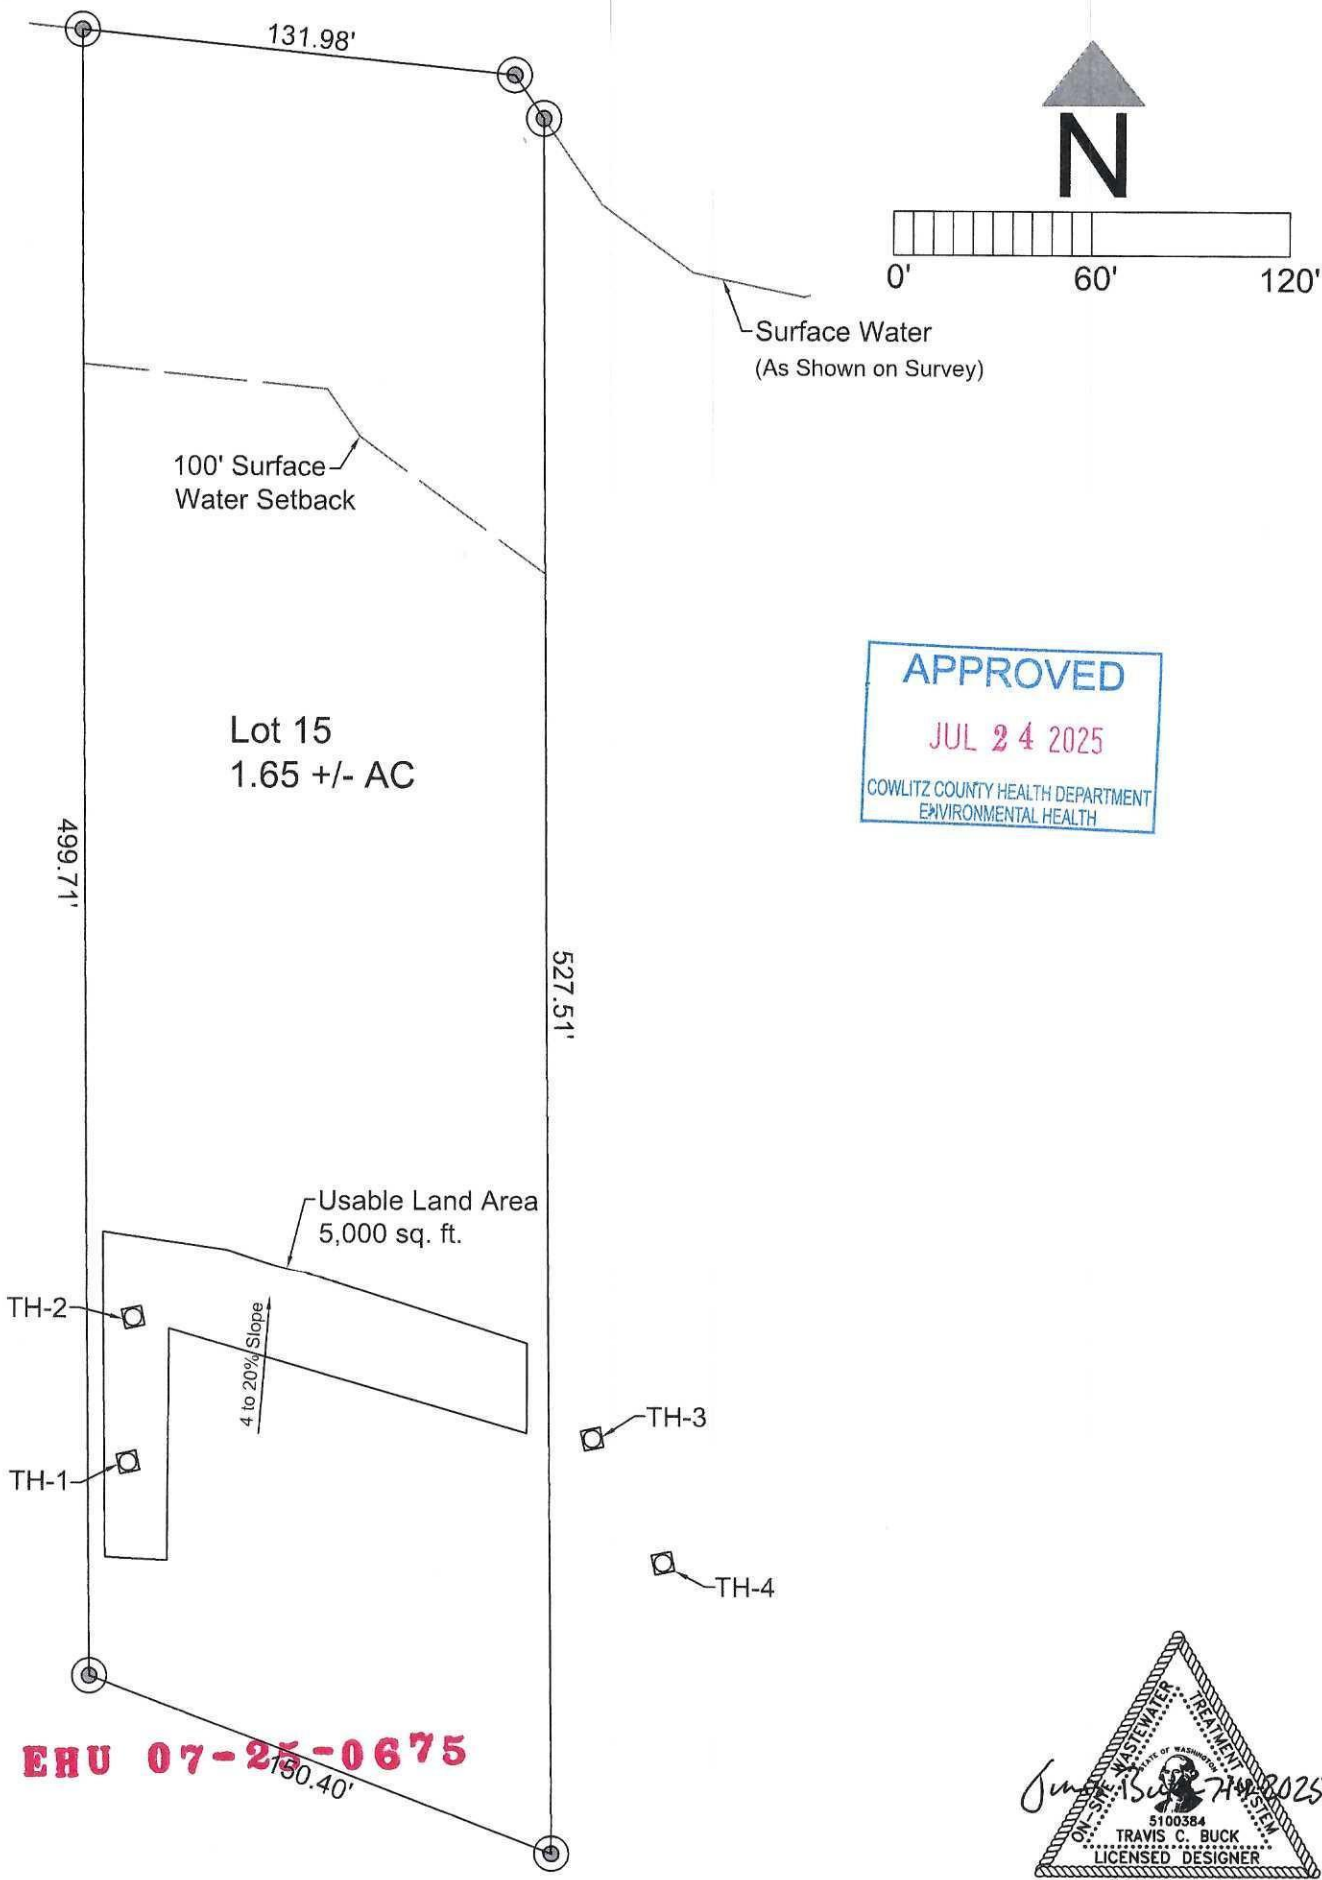 131.98'
N
0' 60' 120'
Surface Water
(As Shown on Survey)
100' Surface
Water Setback
APPROVED
JUL 24 2025
COWLITZ COUNTY HEALTH DEPARTMENT
ENVIRONMENTAL HEALTH
Lot 15
1.65 +/- AC
499.71'
527.51'
Usable Land Area
5,000 sq. ft.
TH-2
4 to 20% Slope
TH-3
TH-1
TH-4
EHU 07-25-0675
150.40'
ON-SITE WASTEWATER TREATMENT SYSTEM
STATE OF WASHINGTON
5100384
TRAVIS C. BUCK
LICENSED DESIGNER